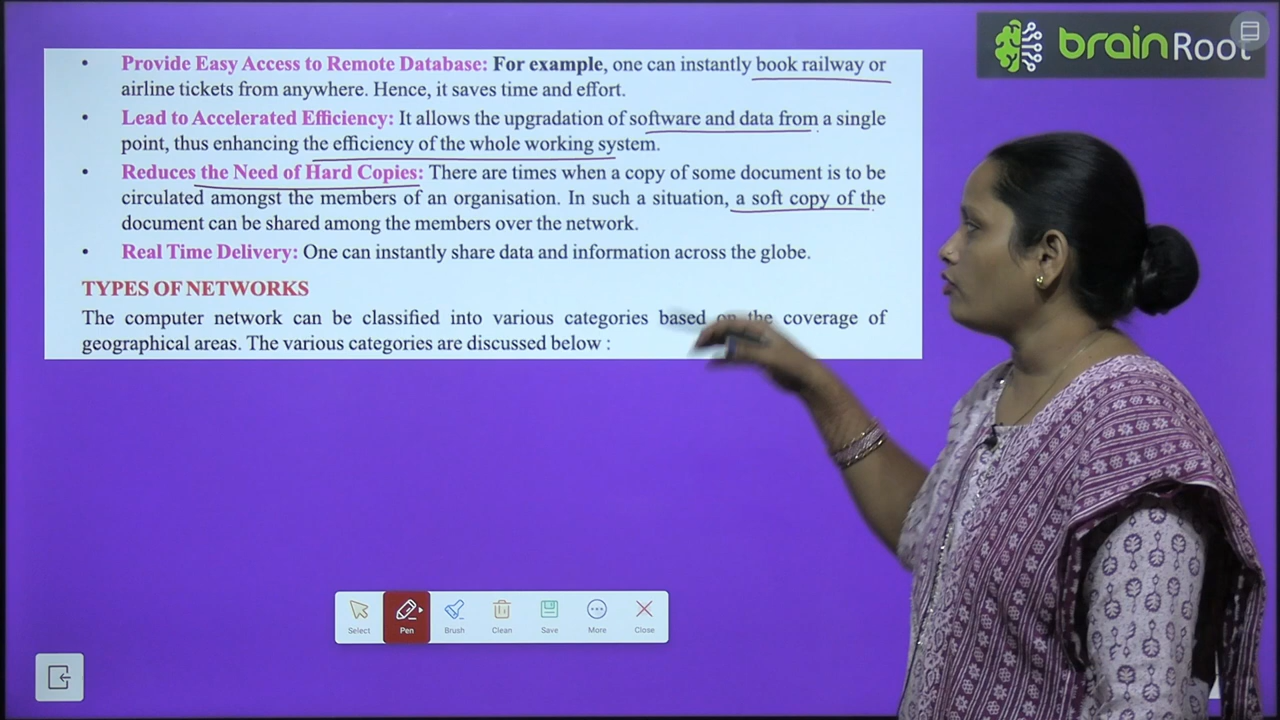 brainRoot
• Provide Easy Access to Remote Database: For example, one can instantly book railway or
airline tickets from anywhere. Hence, it saves time and effort.
• Lead to Accelerated Efficiency: It allows the upgradation of software and data from a single
point, thus enhancing the efficiency of the whole working system.
• Reduces the Need of Hard Copies: There are times when a copy of some document is to be
circulated amongst the members of an organisation. In such a situation, a soft copy of the
document can be shared among the members over the network.
• Real Time Delivery: One can instantly share data and information across the globe.
TYPES OF NETWORKS
The computer network can be classified into various categories based on the coverage of
geographical areas. The various categories are discussed below :
Select Pen Brush Clean Save More Close